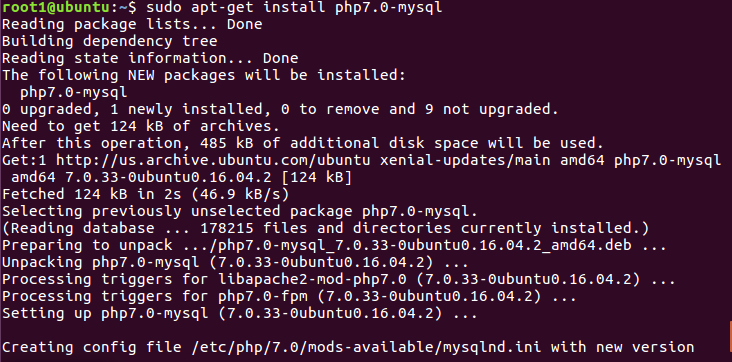 root1@ubuntu:~$ sudo apt-get install php7.0-mysql
Reading package lists... Done
Building dependency tree
Reading state information... Done
The following NEW packages will be installed:
  php7.0-mysql
0 upgraded, 1 newly installed, 0 to remove and 9 not upgraded.
Need to get 124 kB of archives.
After this operation, 485 kB of additional disk space will be used.
Get:1 http://us.archive.ubuntu.com/ubuntu xenial-updates/main amd64 php7.0-mysql
 amd64 7.0.33-0ubuntu0.16.04.2 [124 kB]
Fetched 124 kB in 2s (46.9 kB/s)
Selecting previously unselected package php7.0-mysql.
(Reading database ... 178215 files and directories currently installed.)
Preparing to unpack .../php7.0-mysql_7.0.33-0ubuntu0.16.04.2_amd64.deb ...
Unpacking php7.0-mysql (7.0.33-0ubuntu0.16.04.2) ...
Processing triggers for libapache2-mod-php7.0 (7.0.33-0ubuntu0.16.04.2) ...
Processing triggers for php7.0-fpm (7.0.33-0ubuntu0.16.04.2) ...
Setting up php7.0-mysql (7.0.33-0ubuntu0.16.04.2) ...

Creating config file /etc/php/7.0/mods-available/mysqlnd.ini with new version